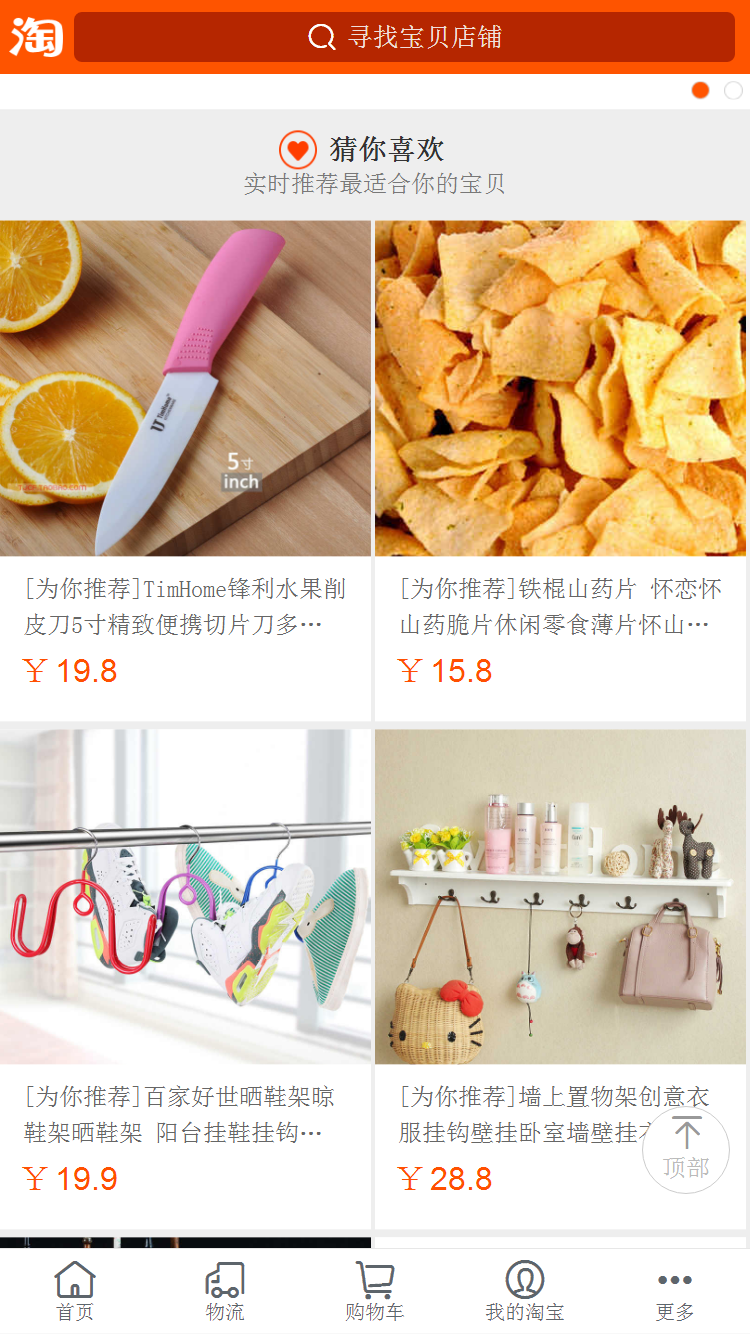 淘
寻找宝贝店铺
猜你喜欢
实时推荐最适合你的宝贝
TimHome
5寸
inch
[为你推荐]TimHome锋利水果削
皮刀5寸精致便携切片刀多…
￥19.8
[为你推荐]铁棍山药片 怀恋怀
山药脆片休闲零食薄片怀山…
￥15.8
[为你推荐]百家好世晒鞋架晾
鞋架晒鞋架 阳台挂鞋挂钩…
￥19.9
[为你推荐]墙上置物架创意衣
服挂钩壁挂卧室墙壁挂
￥28.8
顶部
首页
物流
购物车
我的淘宝
更多